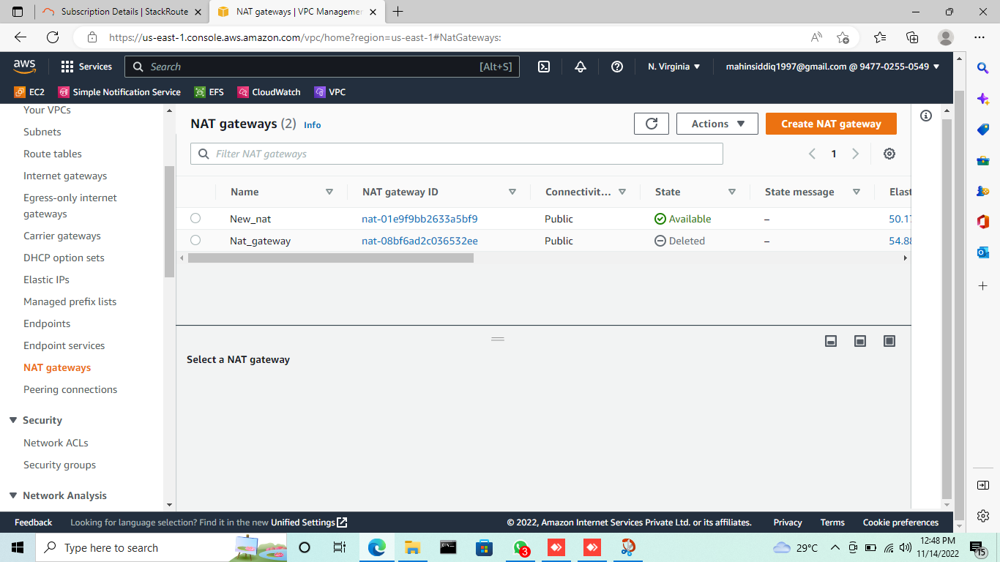 Subscription Details | StackRoute
NAT gateways | VPC Managemen
https://us-east-1.console.aws.amazon.com/vpc/home?region=us-east-1#NatGateways:
aws
Services
Search
[Alt+S]
N. Virginia
mahinsiddiq1997@gmail.com @ 9477-0255-0549
EC2
Simple Notification Service
EFS
CloudWatch
VPC
Your VPCs
Subnets
Route tables
Internet gateways
Egress-only internet
gateways
Carrier gateways
DHCP option sets
Elastic IPs
Managed prefix lists
Endpoints
Endpoint services
NAT gateways
Peering connections
Security
Network ACLs
Security groups
Network Analysis
NAT gateways (2) Info
Actions
Create NAT gateway
Filter NAT gateways
1
Name
NAT gateway ID
Connectivit...
State
State message
Elast
New_nat
nat-01e9f9bb2633a5bf9
Public
Available
–
50.17
Nat_gateway
nat-08bf6ad2c036532ee
Public
Deleted
–
54.88
Select a NAT gateway
Feedback
Looking for language selection? Find it in the new Unified Settings
© 2022, Amazon Internet Services Private Ltd. or its affiliates.
Privacy
Terms
Cookie preferences
Type here to search
3
29°C
12:48 PM
11/14/2022
15